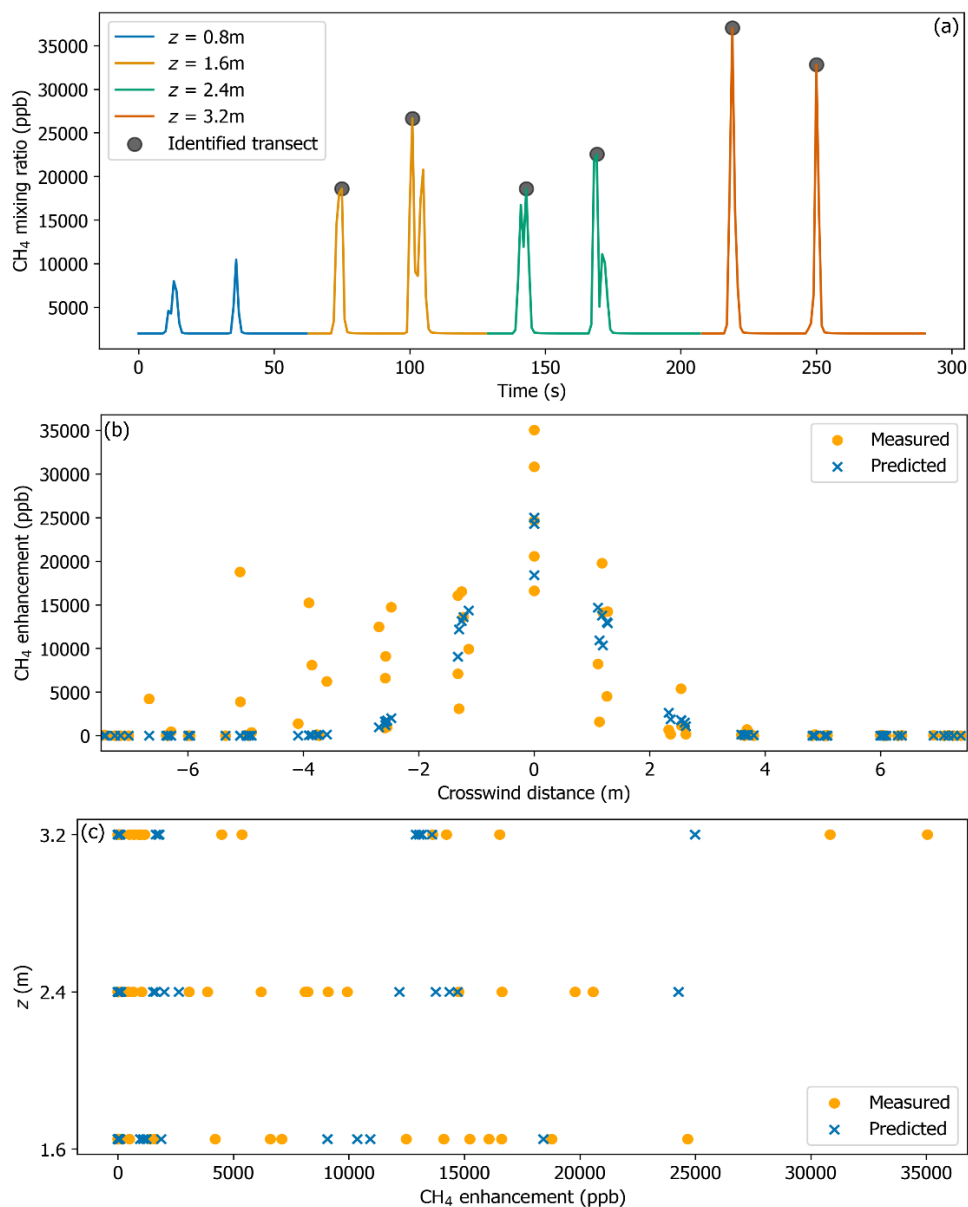 (a)
z = 0.8m
z = 1.6m
z = 2.4m
z = 3.2m
Identified transect
CH₄ mixing ratio (ppb)
35000
30000
25000
20000
15000
10000
5000
0 50 100 150 200 250 300
Time (s)
(b)
Measured
Predicted
CH₄ enhancement (ppb)
35000
30000
25000
20000
15000
10000
5000
0
−6 −4 −2 0 2 4 6
Crosswind distance (m)
(c)
z (m)
3.2
2.4
1.6
Measured
Predicted
0 5000 10000 15000 20000 25000 30000 35000
CH₄ enhancement (ppb)